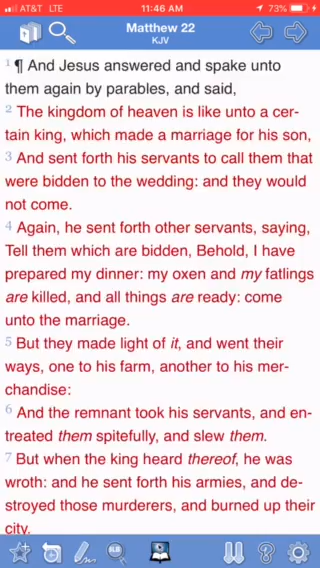 AT&T LTE 11:46 AM 73%
Matthew 22
KJV
1 ¶ And Jesus answered and spake unto
them again by parables, and said,
2 The kingdom of heaven is like unto a cer-
tain king, which made a marriage for his son,
3 And sent forth his servants to call them that
were bidden to the wedding: and they would
not come.
4 Again, he sent forth other servants, saying,
Tell them which are bidden, Behold, I have
prepared my dinner: my oxen and my fatlings
are killed, and all things are ready: come
unto the marriage.
5 But they made light of it, and went their
ways, one to his farm, another to his mer-
chandise:
6 And the remnant took his servants, and en-
treated them spitefully, and slew them.
7 But when the king heard thereof, he was
wroth: and he sent forth his armies, and de-
stroyed those murderers, and burned up their
city.